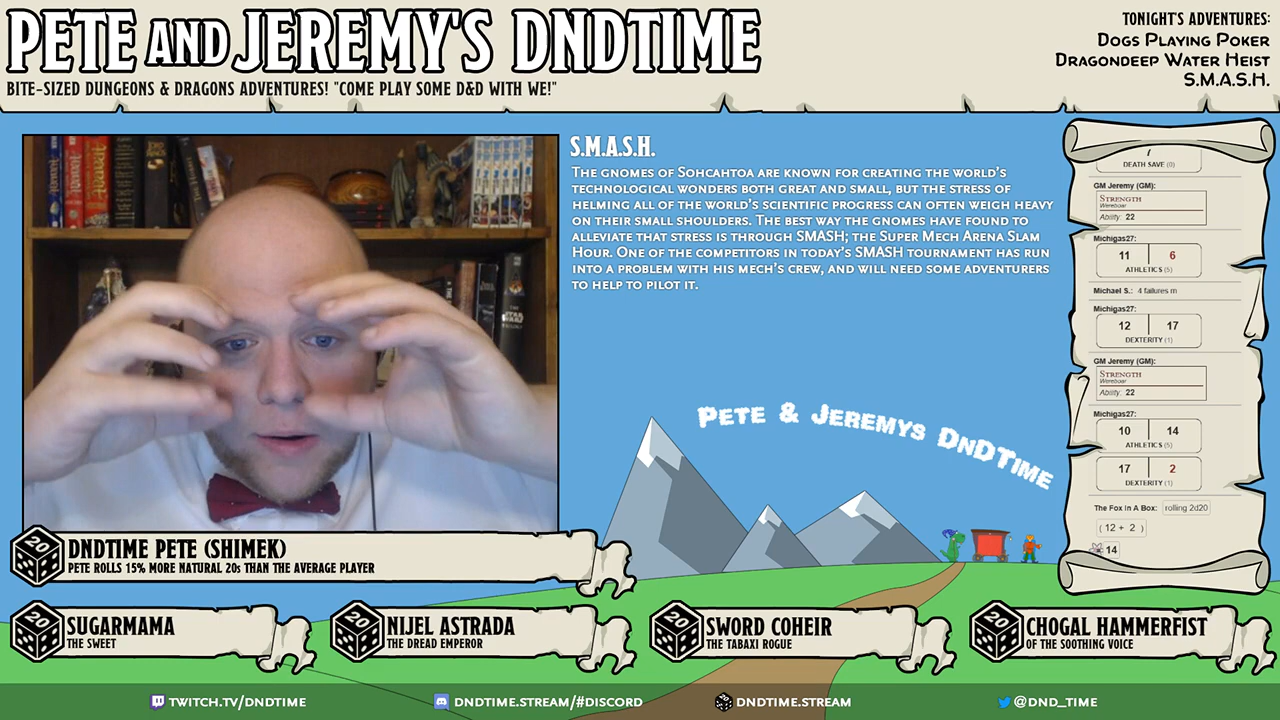 PETE AND JEREMY'S DNDTIME
BITE-SIZED DUNGEONS & DRAGONS ADVENTURES! "COME PLAY SOME D&D WITH WE!"
TONIGHT'S ADVENTURES:
DOGS PLAYING POKER
DRAGONDEEP WATER HEIST
S.M.A.S.H.
S.M.A.S.H.
THE GNOMES OF SOHCAHTOA ARE KNOWN FOR CREATING THE WORLD'S
TECHNOLOGICAL WONDERS BOTH GREAT AND SMALL, BUT THE STRESS OF
HELMING ALL OF THE WORLD'S SCIENTIFIC PROGRESS CAN OFTEN WEIGH HEAVY
ON THEIR SMALL SHOULDERS. THE BEST WAY THE GNOMES HAVE FOUND TO
ALLEVIATE THAT STRESS IS THROUGH SMASH; THE SUPER MECH ARENA SLAM
HOUR. ONE OF THE COMPETITORS IN TODAY'S SMASH TOURNAMENT HAS RUN
INTO A PROBLEM WITH HIS MECH'S CREW, AND WILL NEED SOME ADVENTURERS
TO HELP TO PILOT IT.
DEATH SAVE (0)
GM Jeremy (GM):
STRENGTH
Wereboar
Ability: 22
Michigas27:
11 6
ATHLETICS (5)
Michael S.: 4 failures rn
Michigas27:
12 17
DEXTERITY (1)
GM Jeremy (GM):
STRENGTH
Wereboar
Ability: 22
Michigas27:
10 14
ATHLETICS (5)
17 2
DEXTERITY (1)
The Fox In A Box: rolling 2d20
(12 + 2)
14
PETE & JEREMYS DNDTIME
STAR WARS
DNDTIME PETE (SHIMEK)
PETE ROLLS 15% MORE NATURAL 20S THAN THE AVERAGE PLAYER
20
20
SUGARMAMA
THE SWEET
20
NIJEL ASTRADA
THE DREAD EMPEROR
20
SWORD COHEIR
THE TABAXI ROGUE
20
CHOGAL HAMMERFIST
OF THE SOOTHING VOICE
TWITCH.TV/DNDTIME
DNDTIME.STREAM/#DISCORD
DNDTIME.STREAM
@DND_TIME